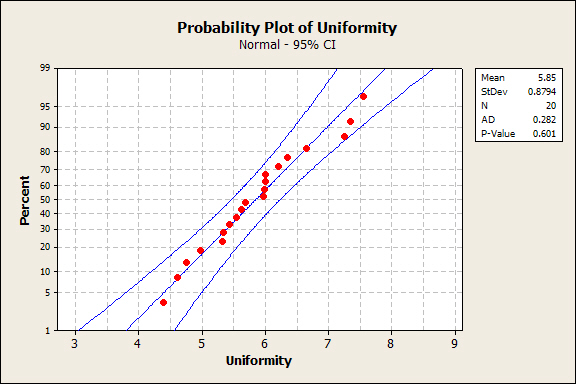 Probability Plot of Uniformity
Normal - 95% CI
99
95
90
80
70
60
50
40
30
20
10
5
1
Percent
3 4 5 6 7 8 9
Uniformity
Mean 5.85
StDev 0.8794
N 20
AD 0.282
P-Value 0.601